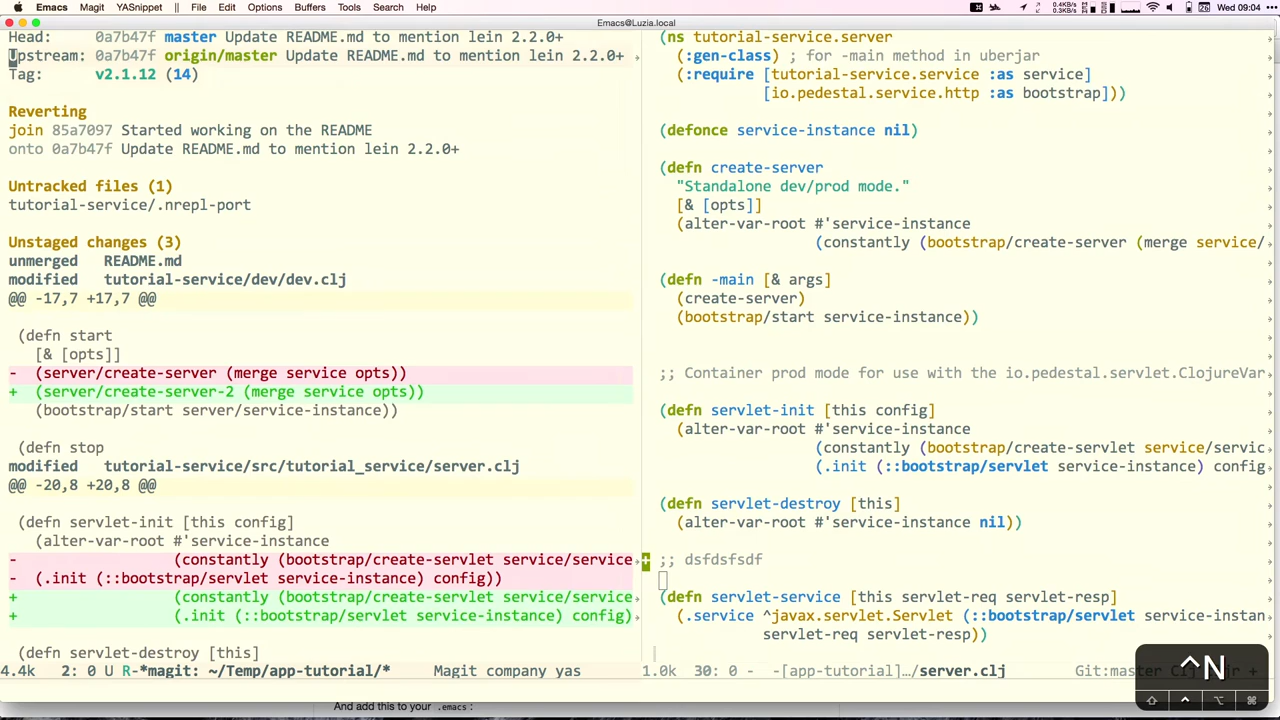 Emacs Magit YASnippet File Edit Options Buffers Tools Search Help
0.4KB/s
0.3KB/s
26 Wed 09:04
Emacs@Luzia.local
Head:     0a7b47f master Update README.md to mention lein 2.2.0+
Upstream: 0a7b47f origin/master Update README.md to mention lein 2.2.0+
Tag:      v2.1.12 (14)
Reverting
join 85a7097 Started working on the README
onto 0a7b47f Update README.md to mention lein 2.2.0+
Untracked files (1)
tutorial-service/.nrepl-port
Unstaged changes (3)
unmerged   README.md
modified   tutorial-service/dev/dev.clj
@@ -17,7 +17,7 @@
(defn start
[& [opts]]
-  (server/create-server (merge service opts))
+  (server/create-server-2 (merge service opts))
(bootstrap/start server/service-instance))
(defn stop
modified   tutorial-service/src/tutorial_service/server.clj
@@ -20,8 +20,8 @@
(defn servlet-init [this config]
(alter-var-root #'service-instance
-                  (constantly (bootstrap/create-servlet service/service
-  (.init (::bootstrap/servlet service-instance) config))
+                  (constantly (bootstrap/create-servlet service/service
+                  (.init (::bootstrap/servlet service-instance) config)
(defn servlet-destroy [this]
4.4k   2: 0 U R-*magit: ~/Temp/app-tutorial/*     Magit company yas
(ns tutorial-service.server
(:gen-class) ; for -main method in uberjar
(:require [tutorial-service.service :as service]
[io.pedestal.service.http :as bootstrap]))
(defonce service-instance nil)
(defn create-server
"Standalone dev/prod mode."
[& [opts]]
(alter-var-root #'service-instance
(constantly (bootstrap/create-server (merge service/
(defn -main [& args]
(create-server)
(bootstrap/start service-instance))
;; Container prod mode for use with the io.pedestal.servlet.ClojureVar
(defn servlet-init [this config]
(alter-var-root #'service-instance
(constantly (bootstrap/create-servlet service/servic
(.init (::bootstrap/servlet service-instance) config
(defn servlet-destroy [this]
(alter-var-root #'service-instance nil))
+ ;; dsfdsfsdf
(defn servlet-service [this servlet-req servlet-resp]
(.service ^javax.servlet.Servlet (::bootstrap/servlet service-instan
servlet-req servlet-resp))
1.0k  30: 0 -  -[app-tutorial]…/server.clj        Git:master
^N
And add this to your .emacs :